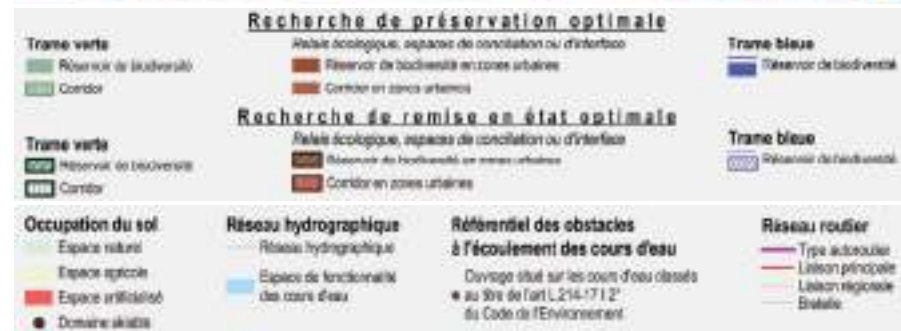 Recherche de préservation optimale
Trame verte
Réservoir de biodiversité
Corridor
Relais écologique, espaces de conciliation ou d'interface
Réservoir de biodiversité en zones urbaines
Corridor en zones urbaines
Trame bleue
Réservoir de biodiversité
Recherche de remise en état optimale
Trame verte
Réservoir de biodiversité
Corridor
Relais écologique, espaces de conciliation ou d'interface
Réservoir de biodiversité en zones urbaines
Corridor en zones urbaines
Trame bleue
Réservoir de biodiversité
Occupation du sol
Espace naturel
Espace agricole
Espace artificialisé
Domaine skiable
Réseau hydrographique
Réseau hydrographique
Espace de fonctionnalité
des cours d'eau
Référentiel des obstacles
à l'écoulement des cours d'eau
Ouvrage situé sur les cours d'eau classés
au titre de l'art L.214-17 I 2°
du Code de l'Environnement
Réseau routier
Type autoroutier
Liaison principale
Liaison régionale
Bretelle